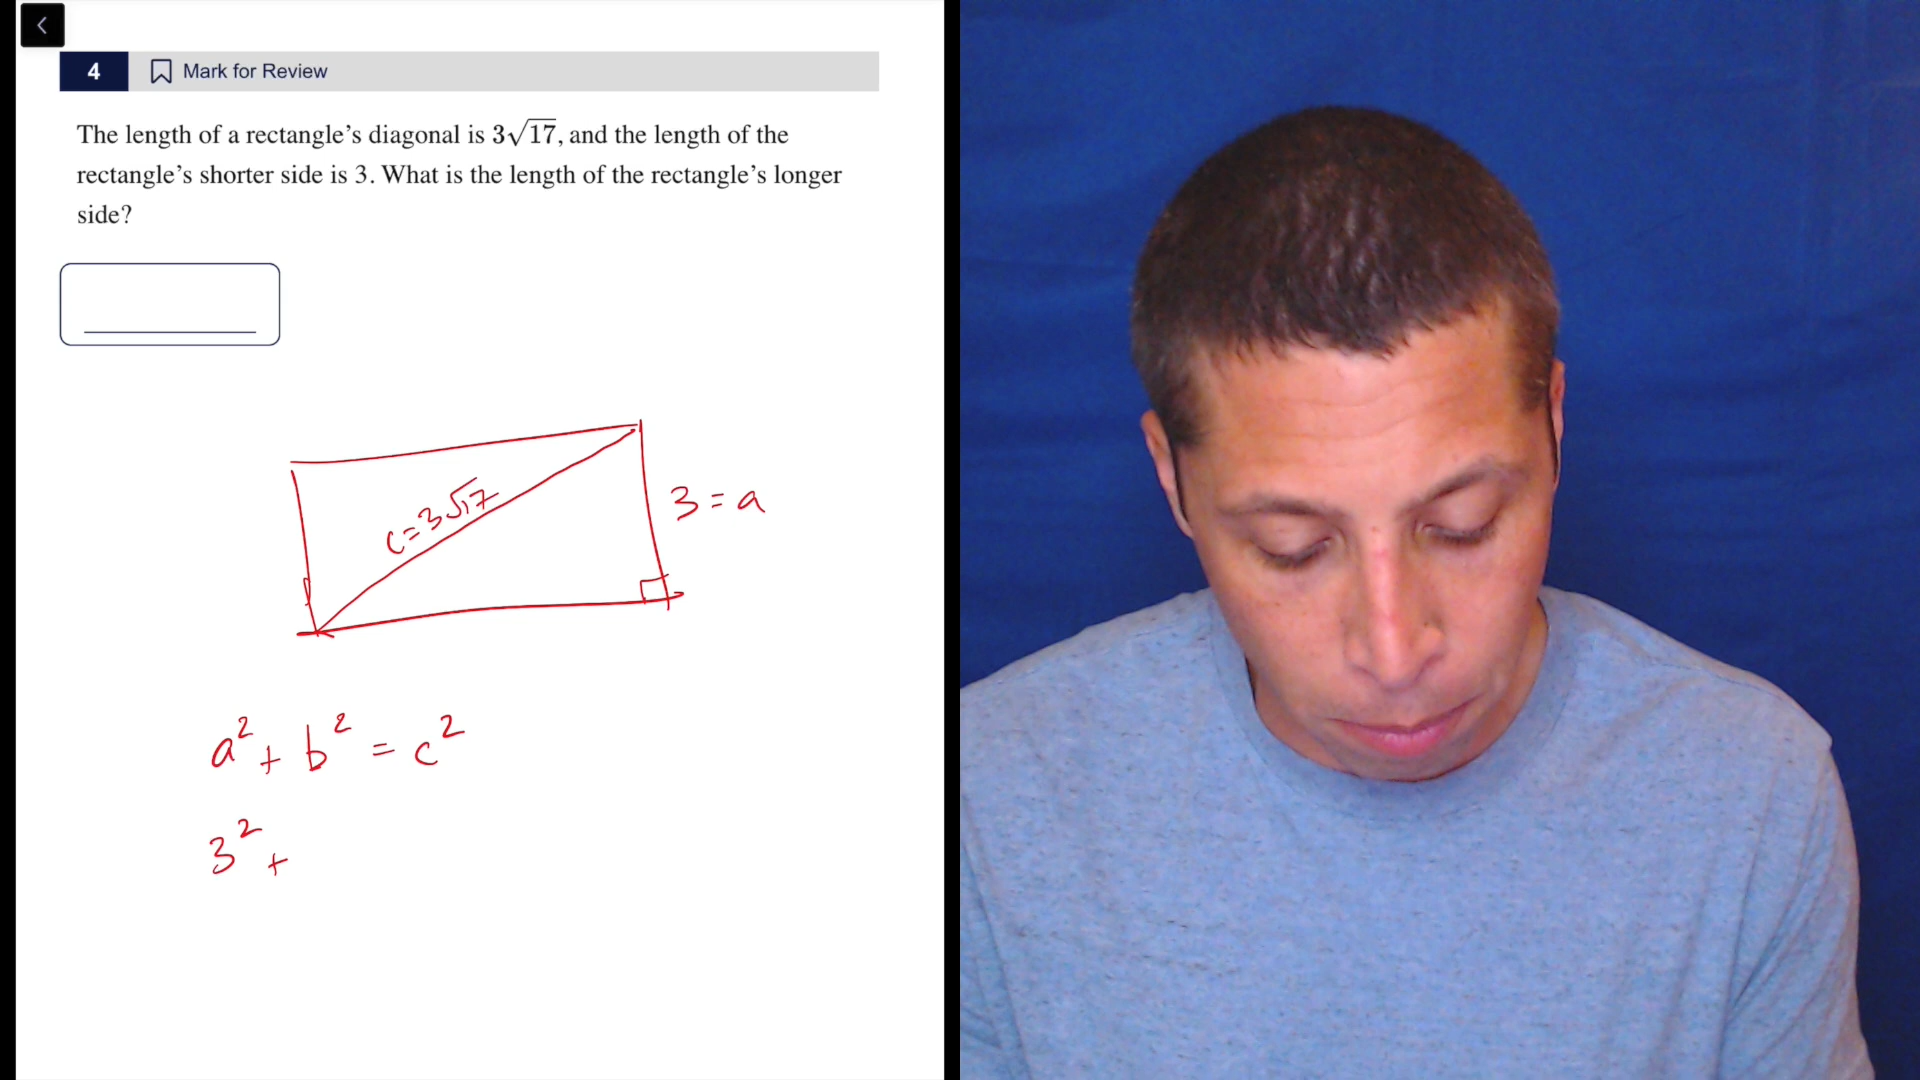 4 Mark for Review
The length of a rectangle’s diagonal is 3√17, and the length of the
rectangle’s shorter side is 3. What is the length of the rectangle’s longer
side?
c=3√17
3=a
a²+b²=c²
3²+